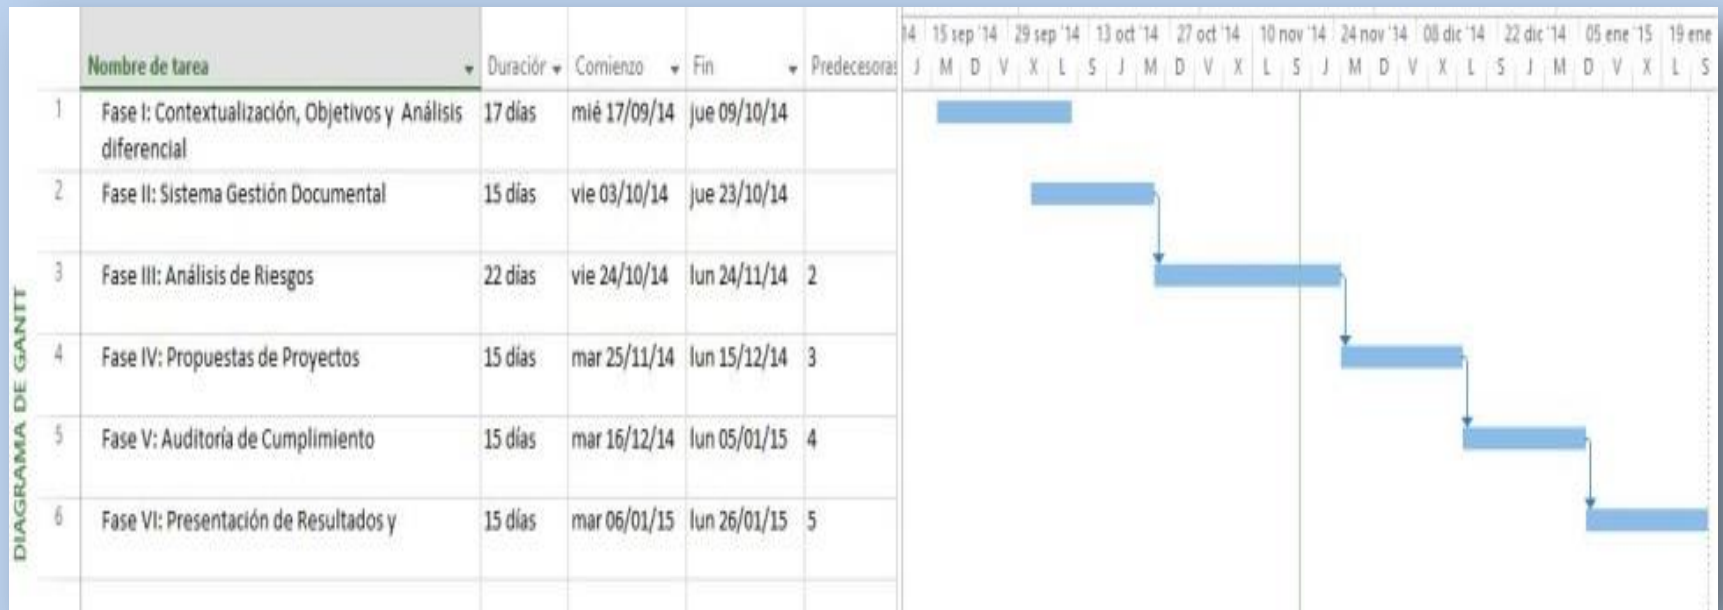 14 15 sep '14 29 sep '14 13 oct '14 27 oct '14 10 nov '14 24 nov '14 08 dic '14 22 dic '14 05 ene '15 19 ene
Nombre de tarea Duración Comienzo Fin Predecesoras J M D V X L S J M D V X L S J M D V X L S J M D V X L S
1 Fase I: Contextualización, Objetivos y Análisis 17 días mié 17/09/14 jue 09/10/14
diferencial
2 Fase II: Sistema Gestión Documental 15 días vie 03/10/14 jue 23/10/14
3 Fase III: Análisis de Riesgos 22 días vie 24/10/14 lun 24/11/14 2
4 Fase IV: Propuestas de Proyectos 15 días mar 25/11/14 lun 15/12/14 3
5 Fase V: Auditoría de Cumplimiento 15 días mar 16/12/14 lun 05/01/15 4
6 Fase VI: Presentación de Resultados y 15 días mar 06/01/15 lun 26/01/15 5
DIAGRAMA DE GANTT